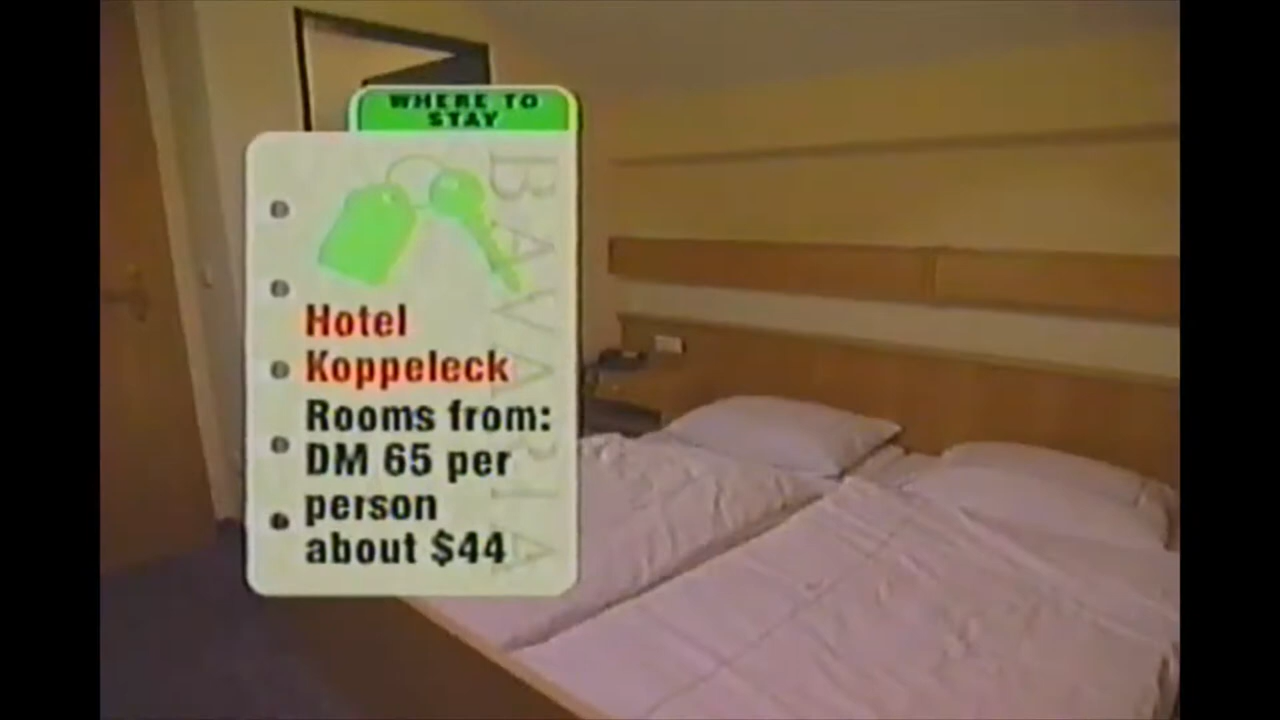 WHERE TO
STAY
BAVARIA
Hotel
Koppeleck
Rooms from:
DM 65 per
person
about $44